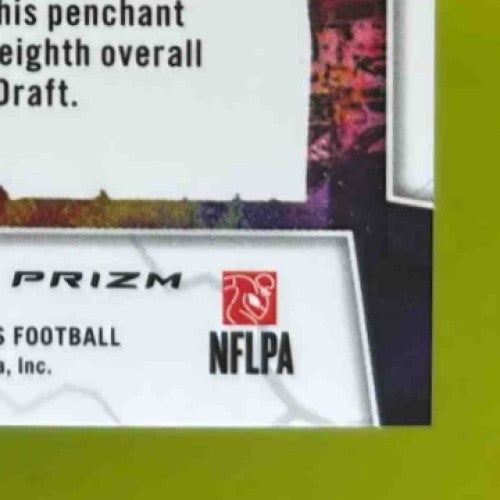 his penchant
eighth overall
Draft.
PRIZM
S FOOTBALL
a, Inc.
NFLPA